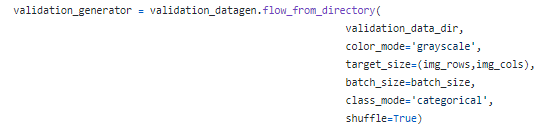 validation_generator = validation_datagen.flow_from_directory(
validation_data_dir,
color_mode='grayscale',
target_size=(img_rows,img_cols),
batch_size=batch_size,
class_mode='categorical',
shuffle=True)